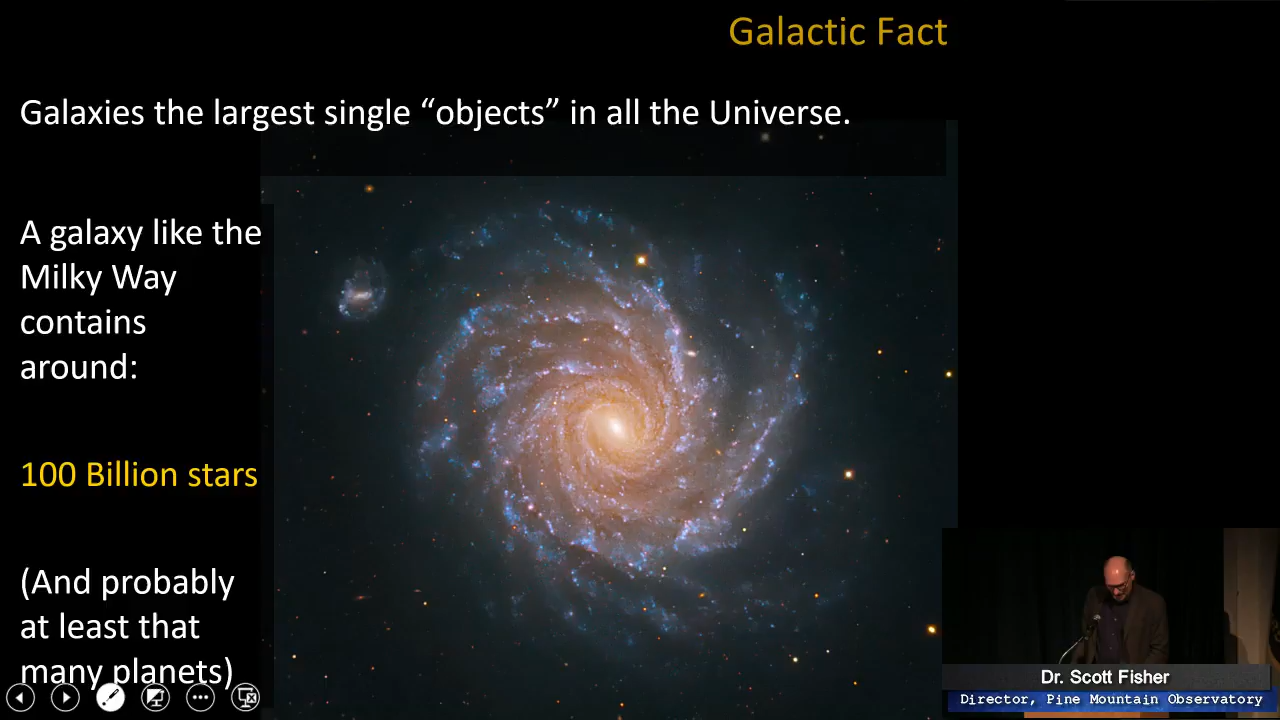 Galactic Fact
Galaxies the largest single “objects” in all the Universe.
A galaxy like the
Milky Way
contains
around:
100 Billion stars
(And probably
at least that
many planets)
Dr. Scott Fisher
Director, Pine Mountain Observatory